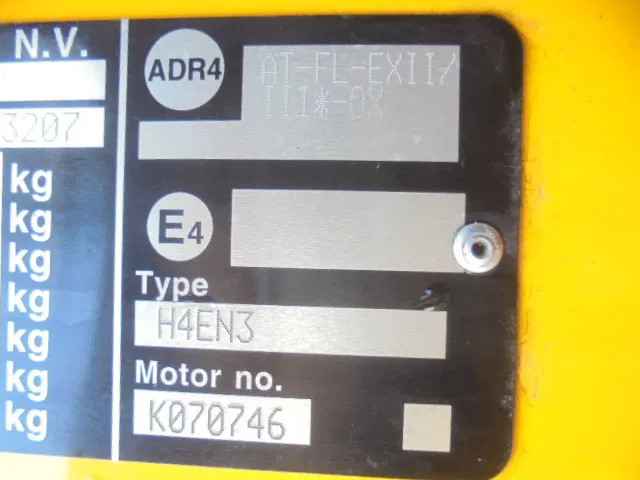 N.V.
3207
kg
kg
kg
kg
kg
kg
kg
ADR4
AT-FL-EXII/
III*-OX
E4
Type
H4EN3
Motor no.
K070746